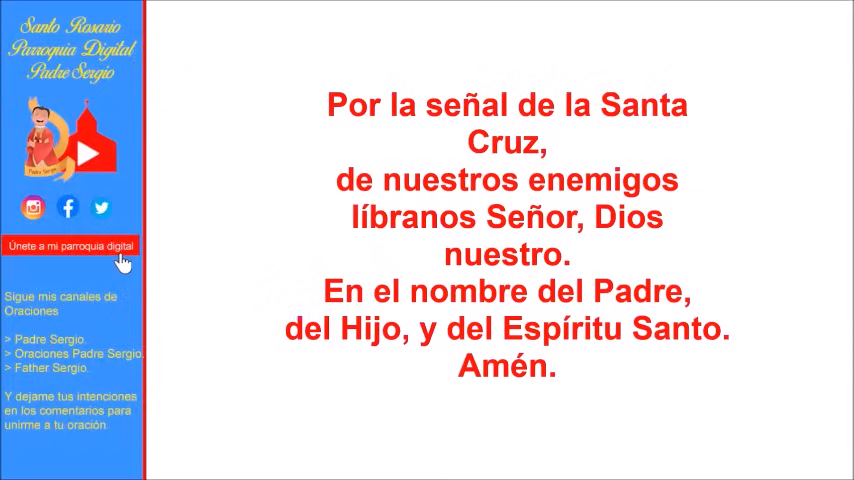 Santo Rosario
Parroquia Digital
Padre Sergio
Padre Sergio
Únete a mi parroquia digital
Sigue mis canales de
Oraciones
> Padre Sergio.
> Oraciones Padre Sergio.
> Father Sergio.
Y dejame tus intenciones
en los comentarios para
unirme a tu oración.
Por la señal de la Santa
Cruz,
de nuestros enemigos
líbranos Señor, Dios
nuestro.
En el nombre del Padre,
del Hijo, y del Espíritu Santo.
Amén.